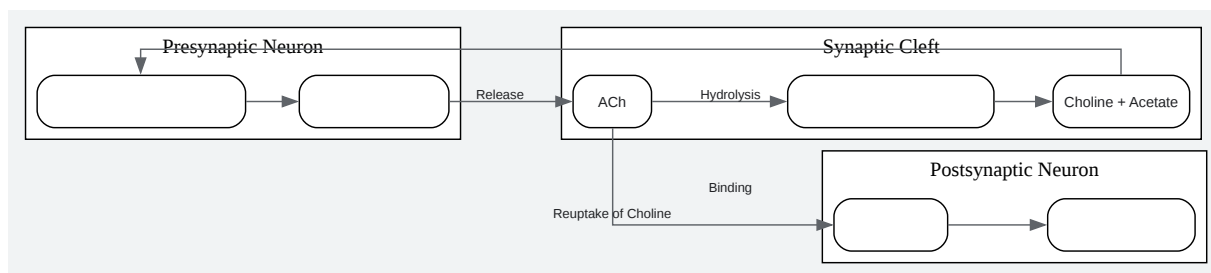 Presynaptic Neuron
Synaptic Cleft
Release
ACh
Hydrolysis
Choline + Acetate
Postsynaptic Neuron
Binding
Reuptake of Choline